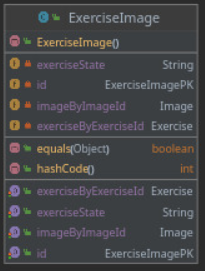 ExerciseImage
ExerciseImage()
exerciseState String
id ExerciseImagePK
imageByImageId Image
exerciseByExerciseId Exercise
equals(Object) boolean
hashCode() int
exerciseByExerciseId Exercise
exerciseState String
imageByImageId Image
id ExerciseImagePK